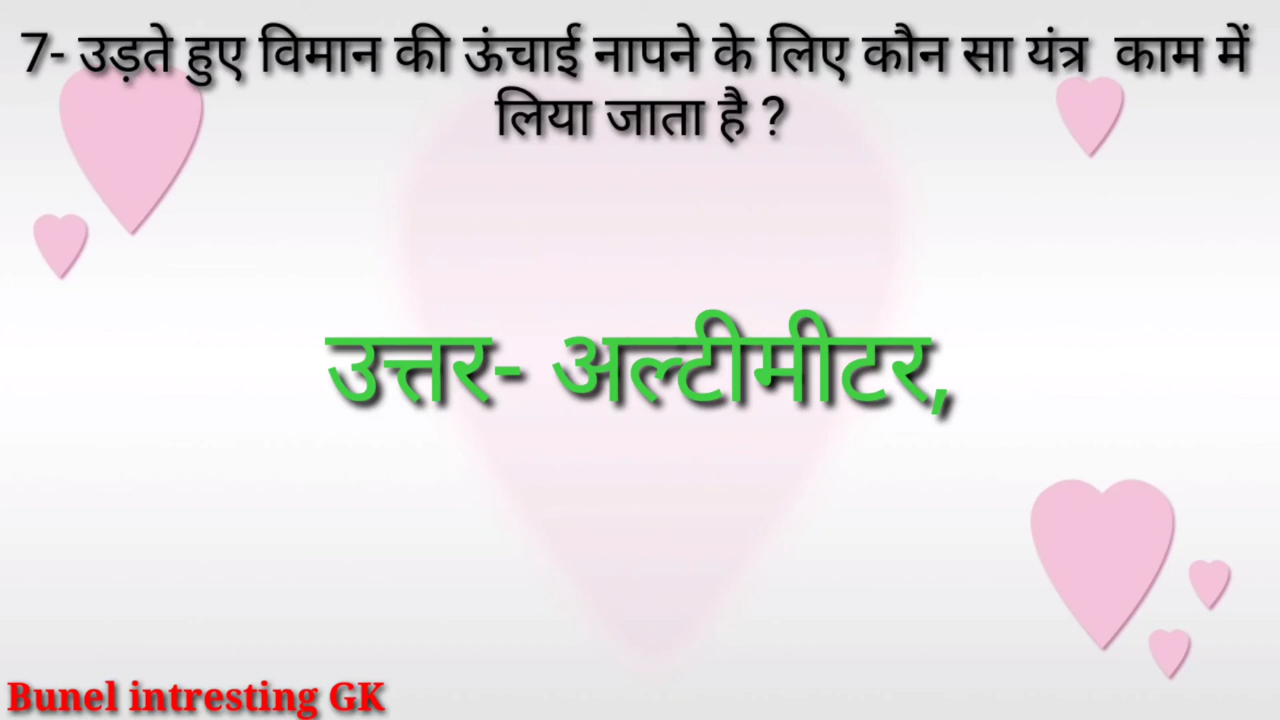 7- उड़ते हुए विमान की ऊंचाई नापने के लिए कौन सा यंत्र काम में
लिया जाता है ?
उत्तर- अल्टीमीटर,
Bunel intresting GK